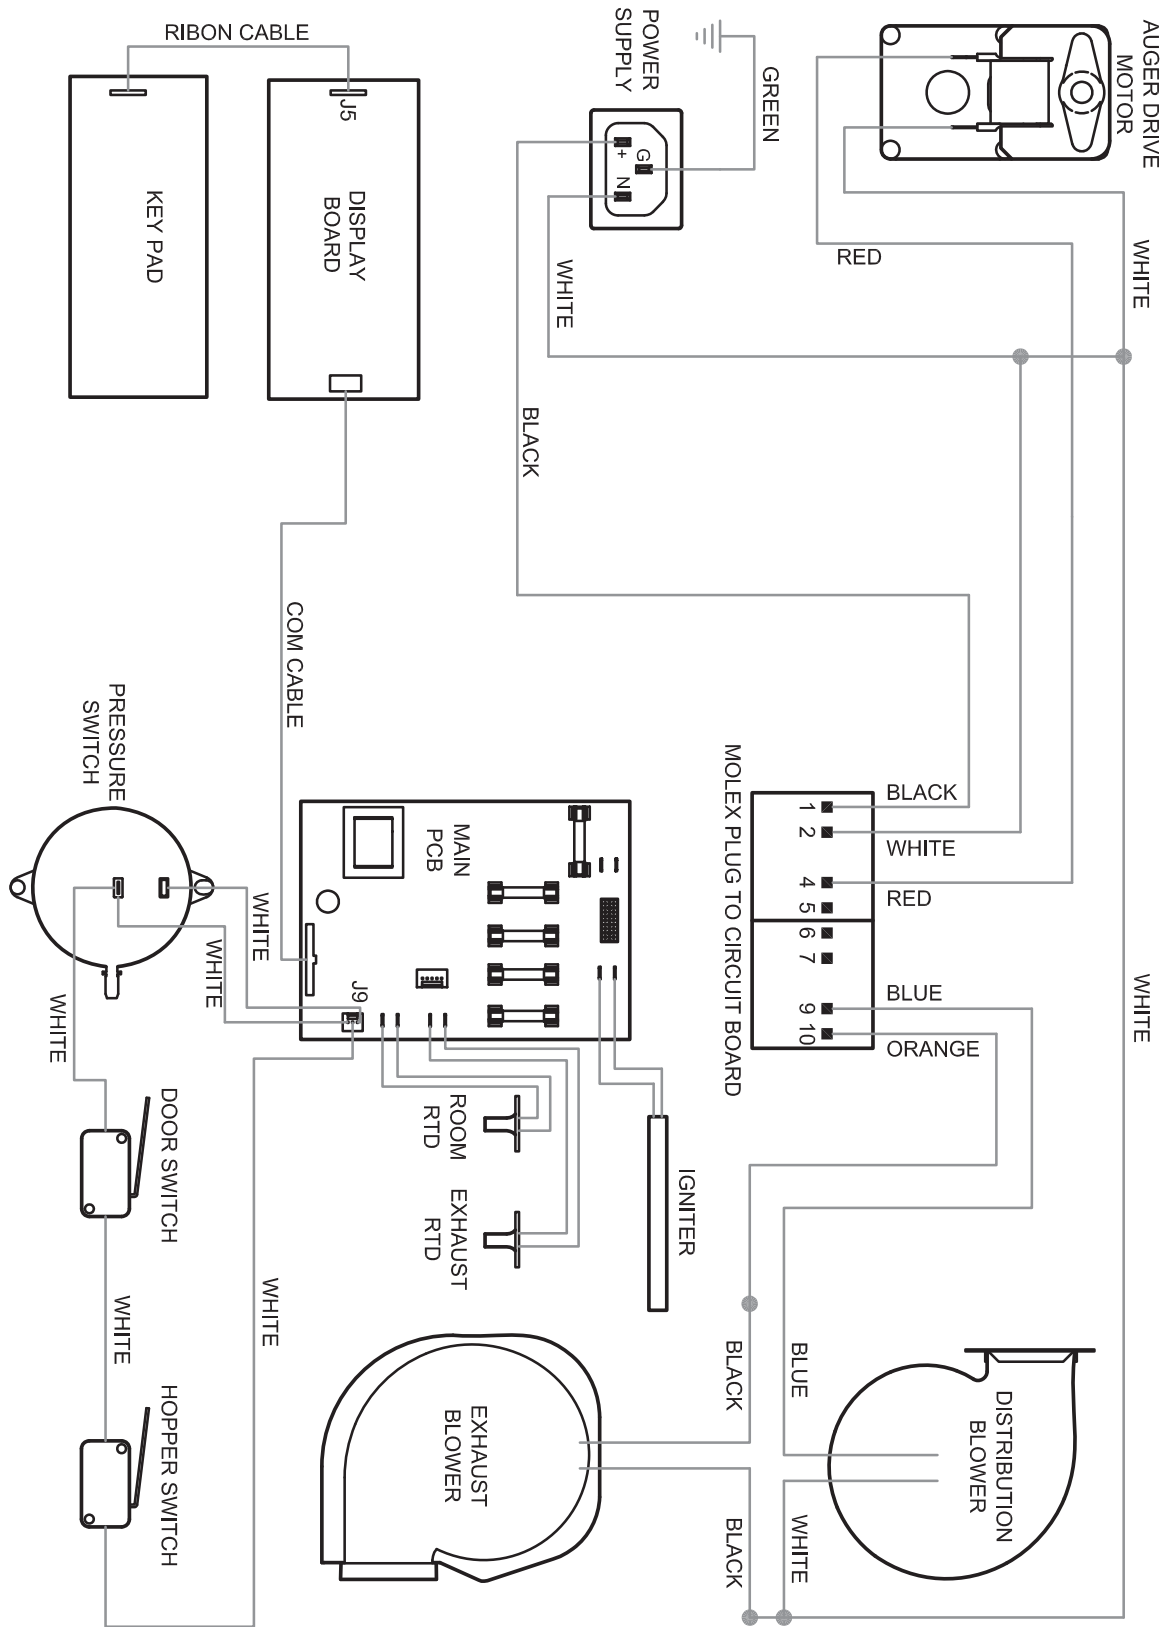 RIBON CABLE
KEY PAD
J5
DISPLAY
BOARD
POWER
SUPPLY
GREEN
+
G
N
AUGER DRIVE
MOTOR
RED
WHITE
WHITE
BLACK
COM CABLE
PRESSURE
SWITCH
MAIN
PCB
J9
WHITE
WHITE
WHITE
MOLEX PLUG TO CIRCUIT BOARD
1
2
4
5
6
7
9
10
BLACK
WHITE
RED
BLUE
ORANGE
WHITE
DOOR SWITCH
ROOM
RTD
EXHAUST
RTD
IGNITER
WHITE
WHITE
HOPPER SWITCH
EXHAUST
BLOWER
BLACK
BLUE
DISTRIBUTION
BLOWER
BLACK
WHITE